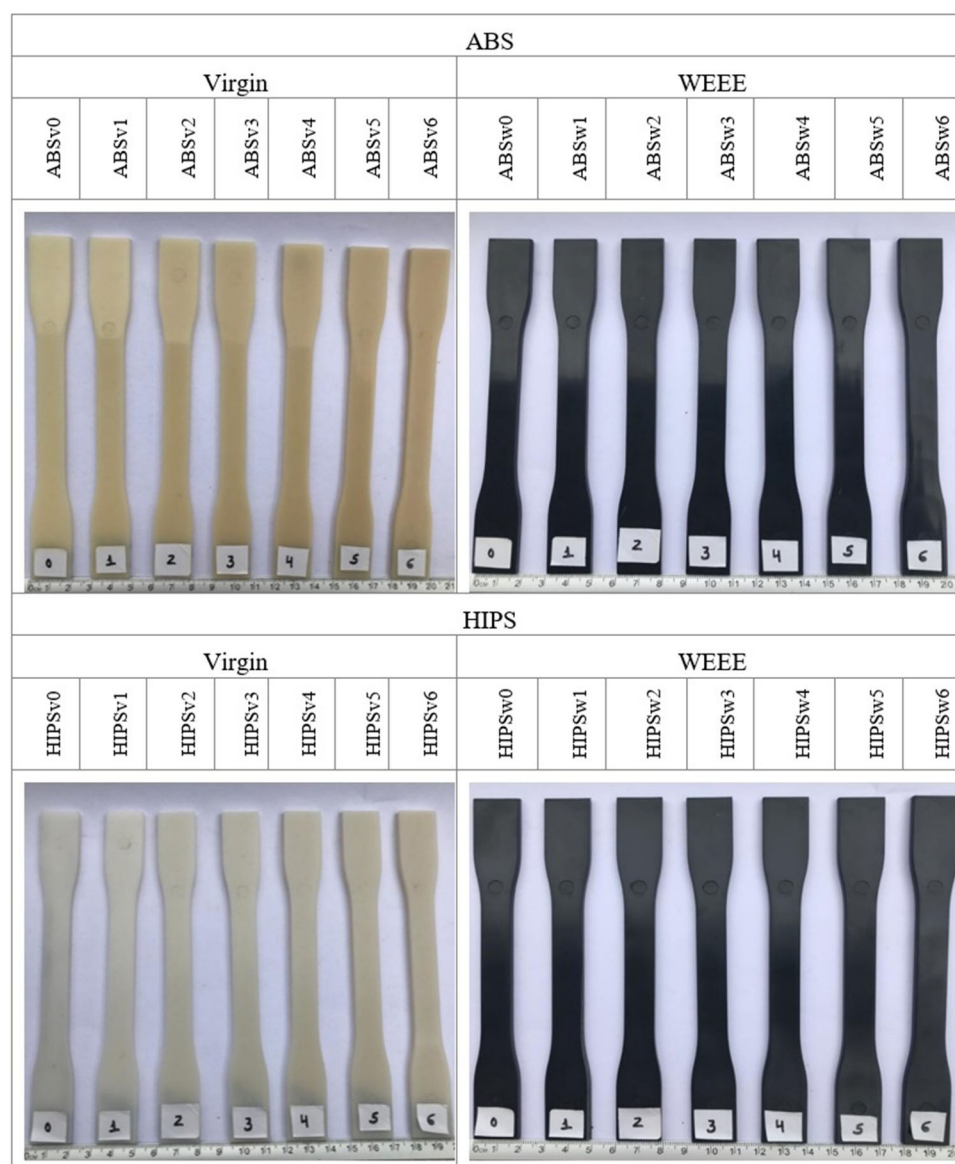 ABS
Virgin WEEE
ABSv0 ABSv1 ABSv2 ABSv3 ABSv4 ABSv5 ABSv6 ABSw0 ABSw1 ABSw2 ABSw3 ABSw4 ABSw5 ABSw6
0 1 2 3 4 5 6 0 1 2 3 4 5 6
HIPS
Virgin WEEE
HIPSv0 HIPSv1 HIPSv2 HIPSv3 HIPSv4 HIPSv5 HIPSv6 HIPSw0 HIPSw1 HIPSw2 HIPSw3 HIPSw4 HIPSw5 HIPSw6
0 1 2 3 4 5 6 0 1 2 3 4 5 6